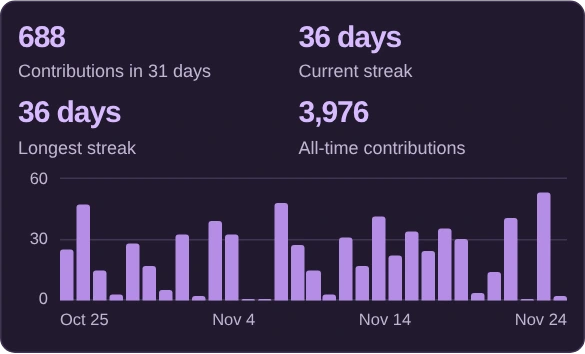 688
Contributions in 31 days
36 days
Current streak
36 days
Longest streak
3,976
All-time contributions
60
30
0
Oct 25
Nov 4
Nov 14
Nov 24